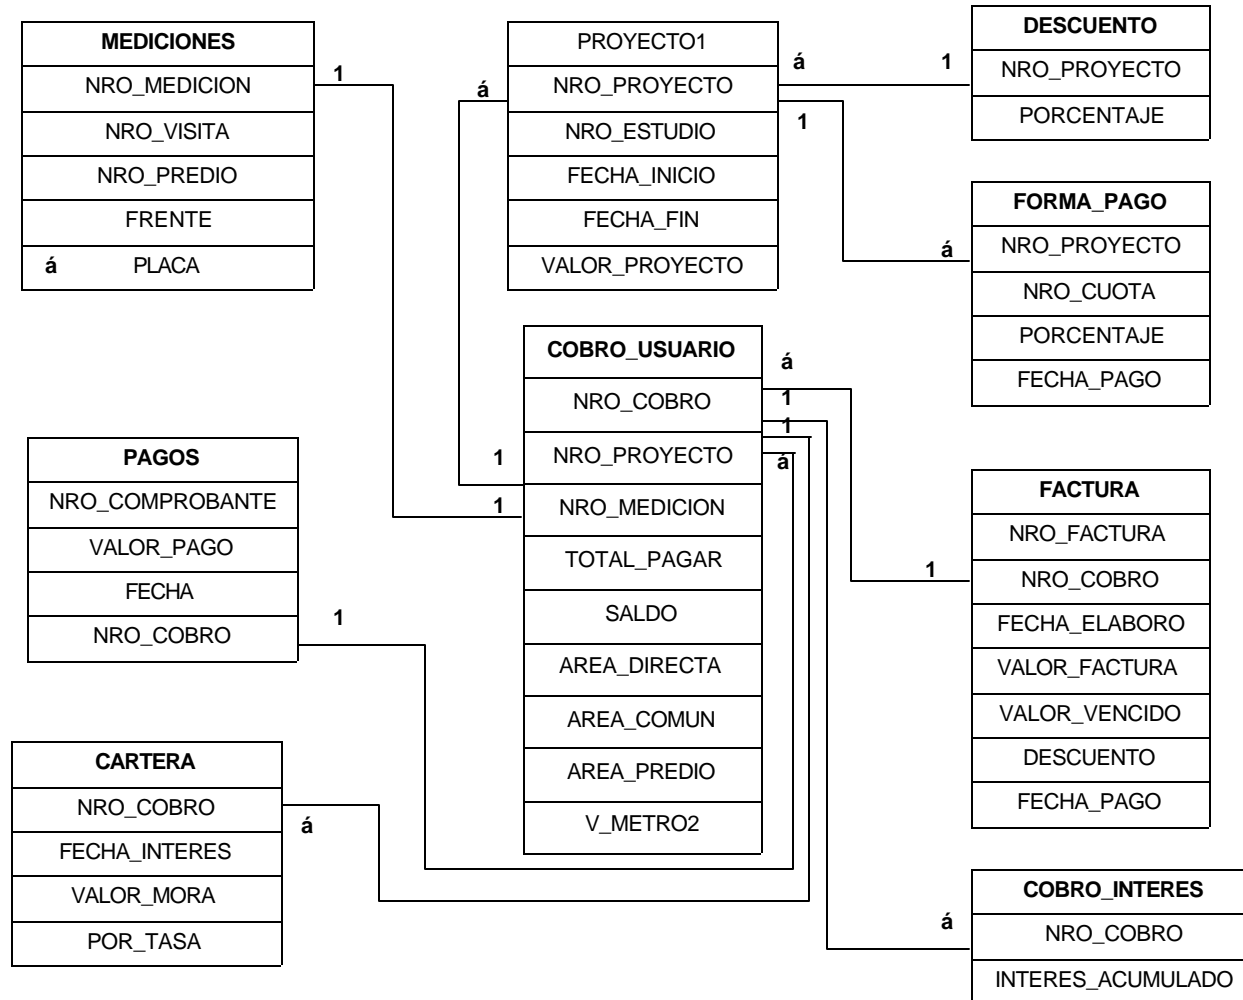 MEDICIONES
NRO_MEDICION
NRO_VISITA
NRO_PREDIO
FRENTE
á PLACA
1
PROYECTO1
NRO_PROYECTO
NRO_ESTUDIO
FECHA_INICIO
FECHA_FIN
VALOR_PROYECTO
á
á
1
1
DESCUENTO
NRO_PROYECTO
PORCENTAJE
FORMA_PAGO
NRO_PROYECTO
NRO_CUOTA
PORCENTAJE
FECHA_PAGO
á
COBRO_USUARIO
NRO_COBRO
NRO_PROYECTO
NRO_MEDICION
TOTAL_PAGAR
SALDO
AREA_DIRECTA
AREA_COMUN
AREA_PREDIO
V_METRO2
á
1
1
á
1
1
PAGOS
NRO_COMPROBANTE
VALOR_PAGO
FECHA
NRO_COBRO
1
FACTURA
NRO_FACTURA
NRO_COBRO
FECHA_ELABORO
VALOR_FACTURA
VALOR_VENCIDO
DESCUENTO
FECHA_PAGO
1
CARTERA
NRO_COBRO
FECHA_INTERES
VALOR_MORA
POR_TASA
á
COBRO_INTERES
NRO_COBRO
INTERES_ACUMULADO
á